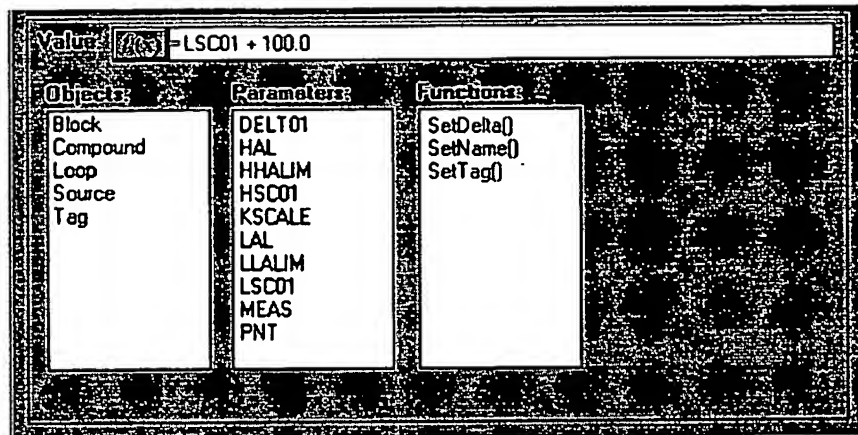 Value: f(x) =LSC01 + 100.0
Objects: Parameters: Functions:
Block
Compound
Loop
Source
Tag
DELT01
HAL
HHALIM
HSC01
KSCALE
LAL
LLALIM
LSC01
MEAS
PNT
SetDelta()
SetName()
SetTag()